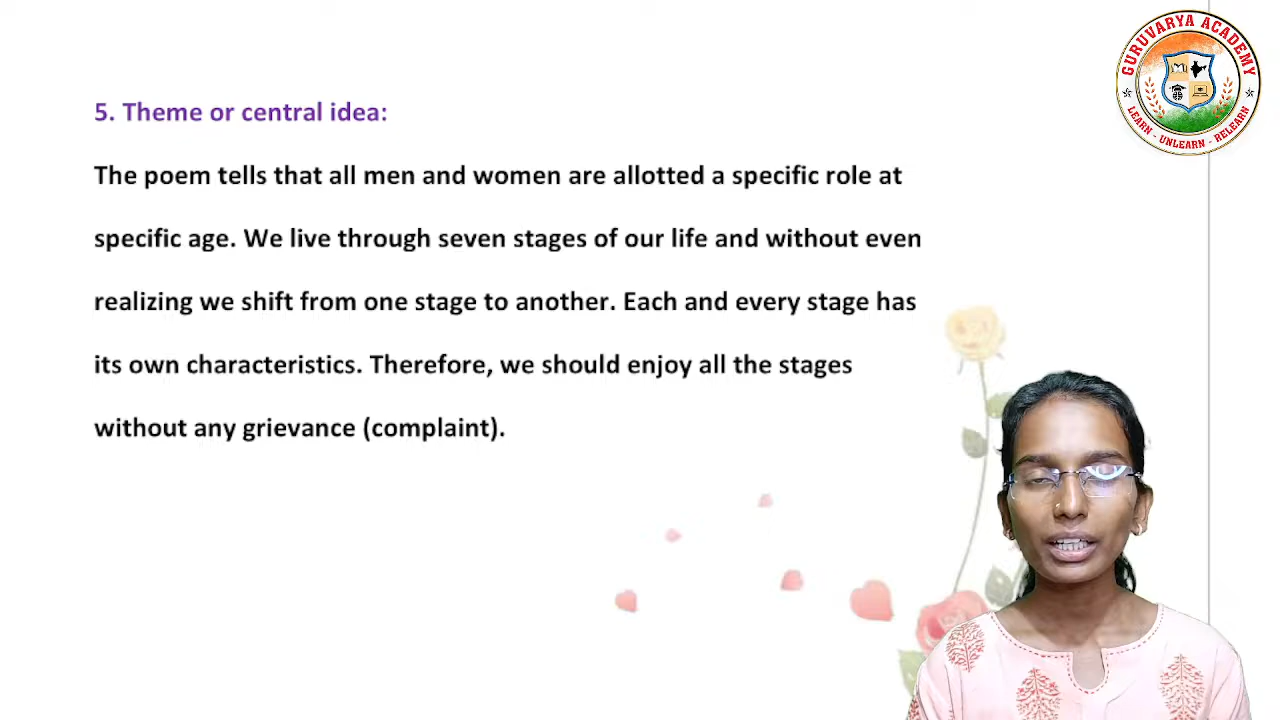 GURUVARYA ACADEMY
LEARN - UNLEARN - RELEARN
5. Theme or central idea:
The poem tells that all men and women are allotted a specific role at
specific age. We live through seven stages of our life and without even
realizing we shift from one stage to another. Each and every stage has
its own characteristics. Therefore, we should enjoy all the stages
without any grievance (complaint).